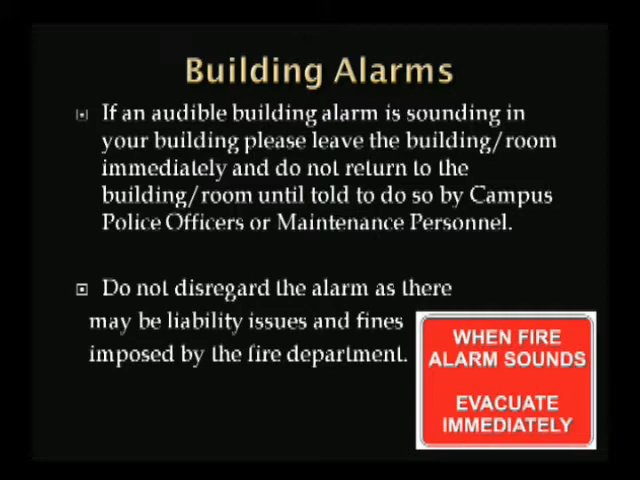 Building Alarms
If an audible building alarm is sounding in
your building please leave the building/room
immediately and do not return to the
building/room until told to do so by Campus
Police Officers or Maintenance Personnel.
Do not disregard the alarm as there
may be liability issues and fines
imposed by the fire department.
WHEN FIRE
ALARM SOUNDS
EVACUATE
IMMEDIATELY